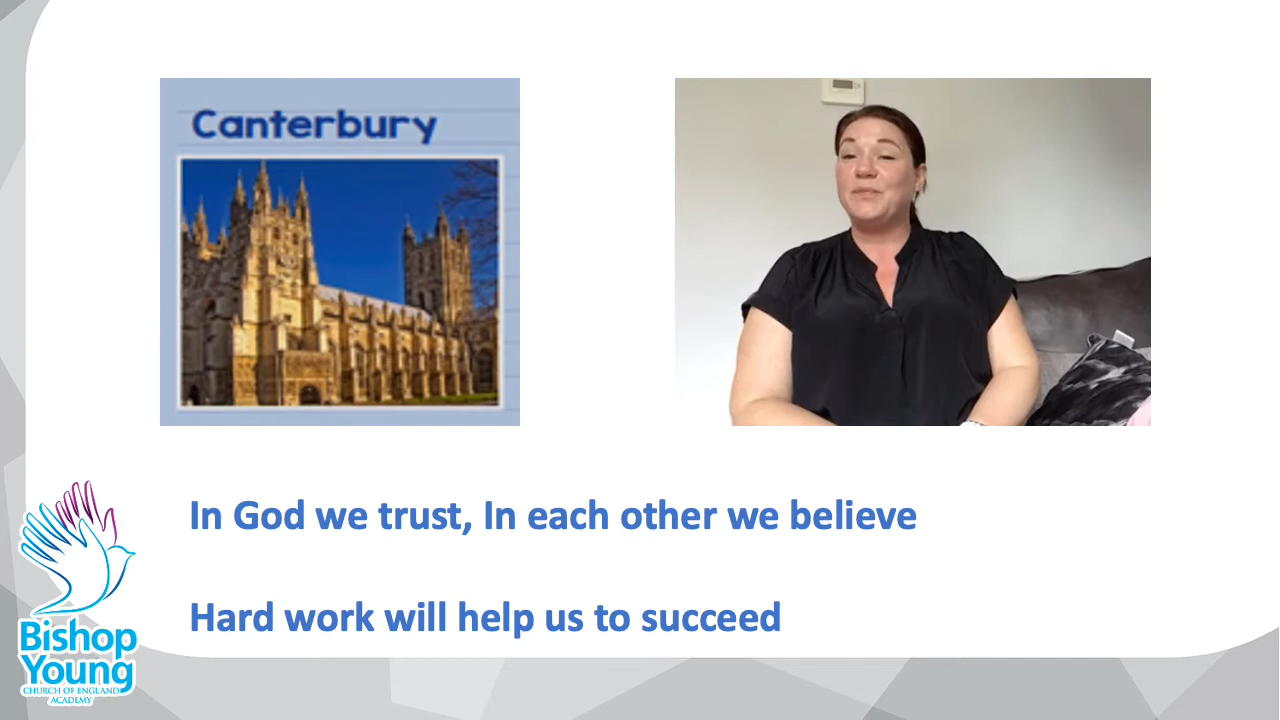 Canterbury
In God we trust, In each other we believe
Hard work will help us to succeed
Bishop
Young
CHURCH OF ENGLAND
ACADEMY